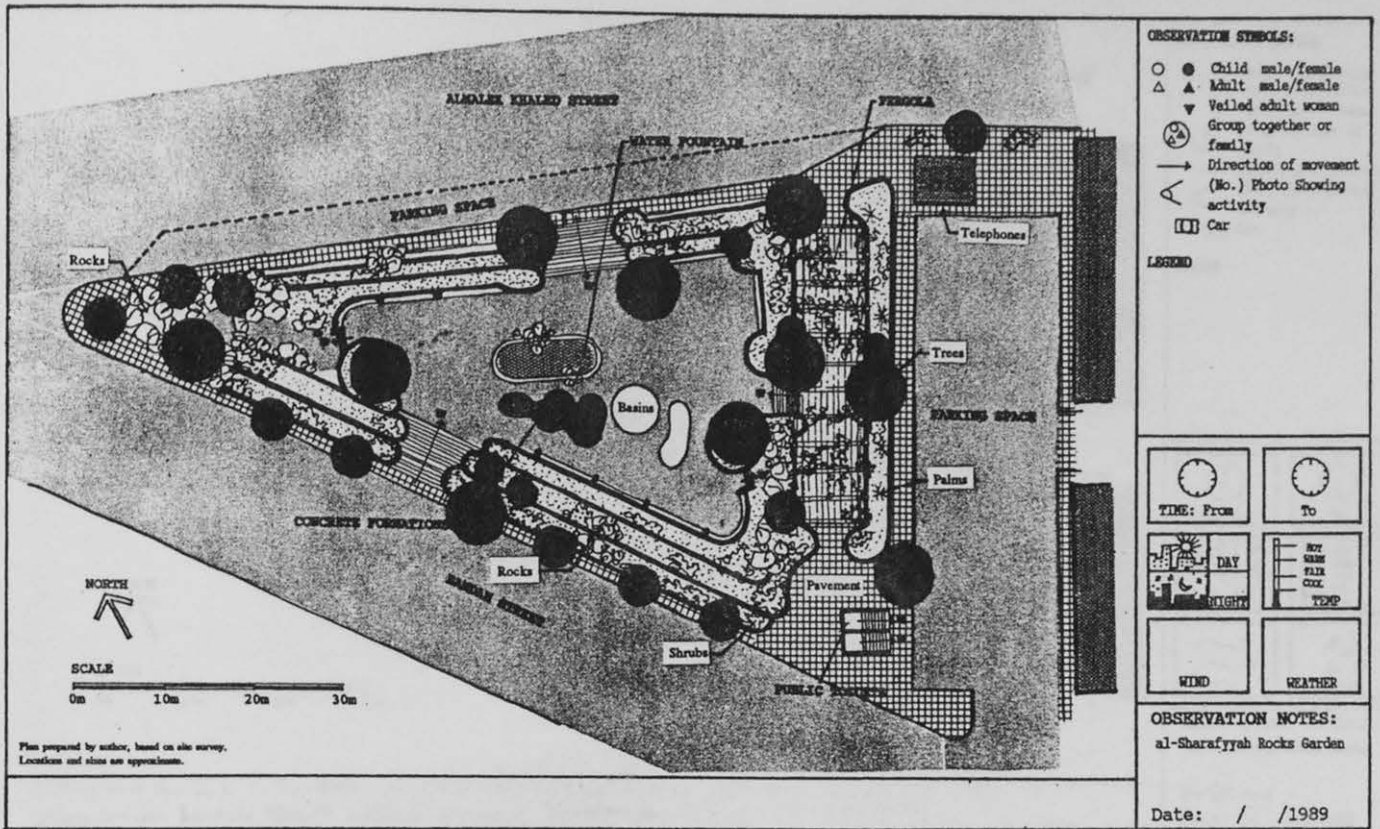 ALMALEK KHALED STREET
PERGOLA
WATER FOUNTAIN
PARKING SPACE
Rocks
Telephones
Trees
Basins
PARKING SPACE
Palms
CONCRETE FORMATIONS
Rocks
HAMDAN STREET
Pavement
Shrubs
PUBLIC TOILETS
NORTH
SCALE
0m 10m 20m 30m
Plan prepared by author, based on site survey.
Locations and sizes are approximate.
OBSERVATION SYMBOLS:
Child male/female
Adult male/female
Veiled adult woman
Group together or
family
Direction of movement
(No.) Photo Showing
activity
Car
LEGEND
TIME: From
To
DAY
NIGHT
HOT
WARM
FAIR
COOL
TEMP
WIND
WEATHER
OBSERVATION NOTES:
al-Sharafyyah Rocks Garden
Date: / /1989